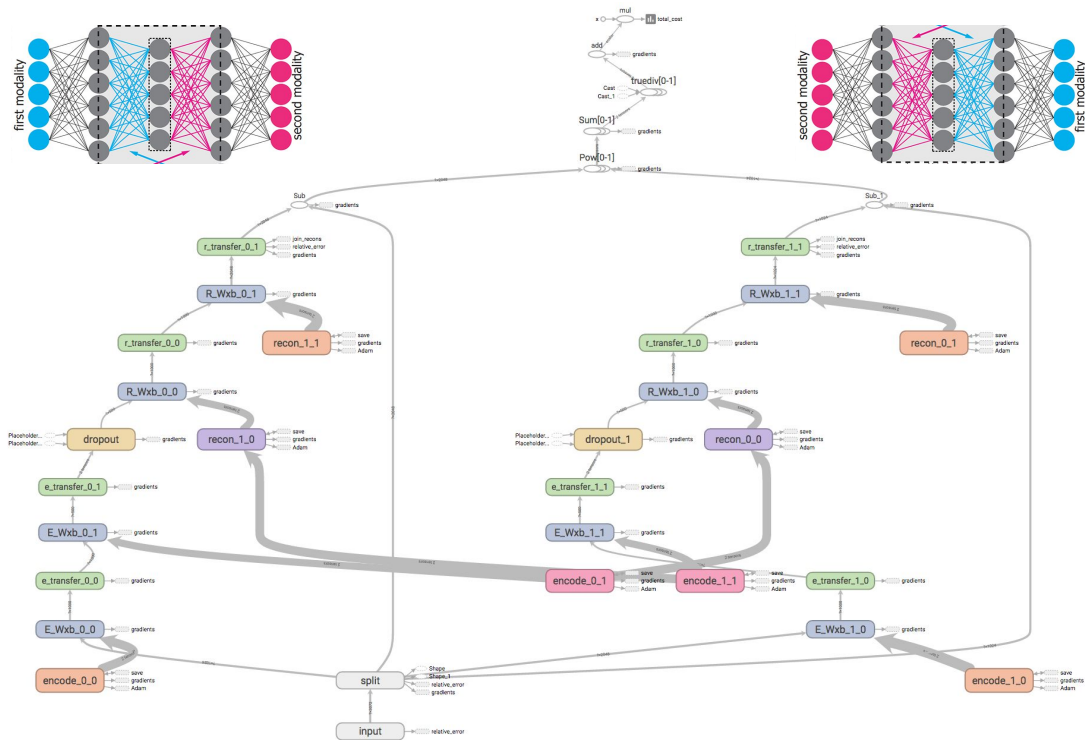 first modality
second modality
second modality
first modality
mul
s
total_cost
add
gradients
truediv[0-1]
Cast
Cast_1
Sum[0-1]
gradients
Pow[0-1]
gradients
Sub
gradients
Sub_1
gradients
r_transfer_0_1
join_recons
relative_error
gradients
r_transfer_1_1
join_recons
relative_error
gradients
R_Wxb_0_1
gradients
R_Wxb_1_1
gradients
r_transfer_0_0
gradients
recon_1_1
save
gradients
Adam
r_transfer_1_0
gradients
recon_0_1
save
gradients
Adam
R_Wxb_0_0
gradients
R_Wxb_1_0
gradients
Placeholder...
Placeholder...
dropout
gradients
recon_1_0
save
gradients
Adam
Placeholder...
Placeholder...
dropout_1
gradients
recon_0_0
save
gradients
Adam
e_transfer_0_1
gradients
e_transfer_1_1
gradients
E_Wxb_0_1
gradients
E_Wxb_1_1
gradients
e_transfer_0_0
gradients
encode_0_1
save
gradients
Adam
encode_1_1
save
gradients
Adam
e_transfer_1_0
gradients
E_Wxb_0_0
gradients
E_Wxb_1_0
gradients
encode_0_0
save
gradients
Adam
split
Shape
Shape_1
relative_error
gradients
encode_1_0
save
gradients
Adam
input
relative_error